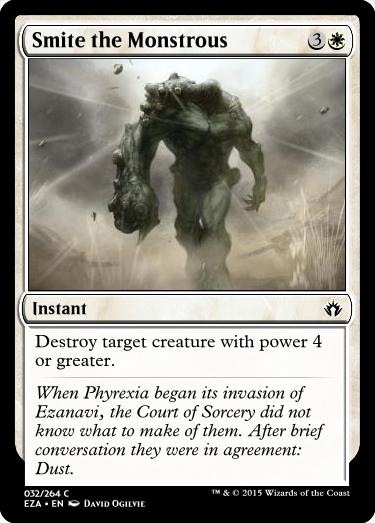 Smite the Monstrous 3
Instant
Destroy target creature with power 4
or greater.
When Phyrexia began its invasion of
Ezanavi, the Court of Sorcery did not
know what to make of them. After brief
conversation they were in agreement:
Dust.
032/264 C
EZA • EN DAVID OGILVIE
™ & © 2015 Wizards of the Coast